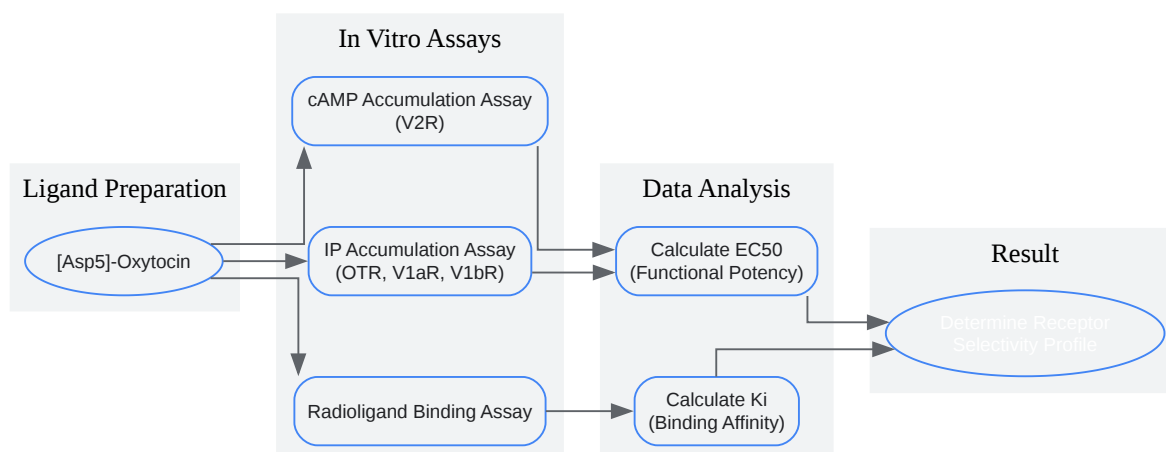 Ligand Preparation
[Asp5]-Oxytocin
In Vitro Assays
cAMP Accumulation Assay
(V2R)
IP Accumulation Assay
(OTR, V1aR, V1bR)
Radioligand Binding Assay
Data Analysis
Calculate EC50
(Functional Potency)
Calculate Ki
(Binding Affinity)
Result
Determine Receptor
Selectivity Profile